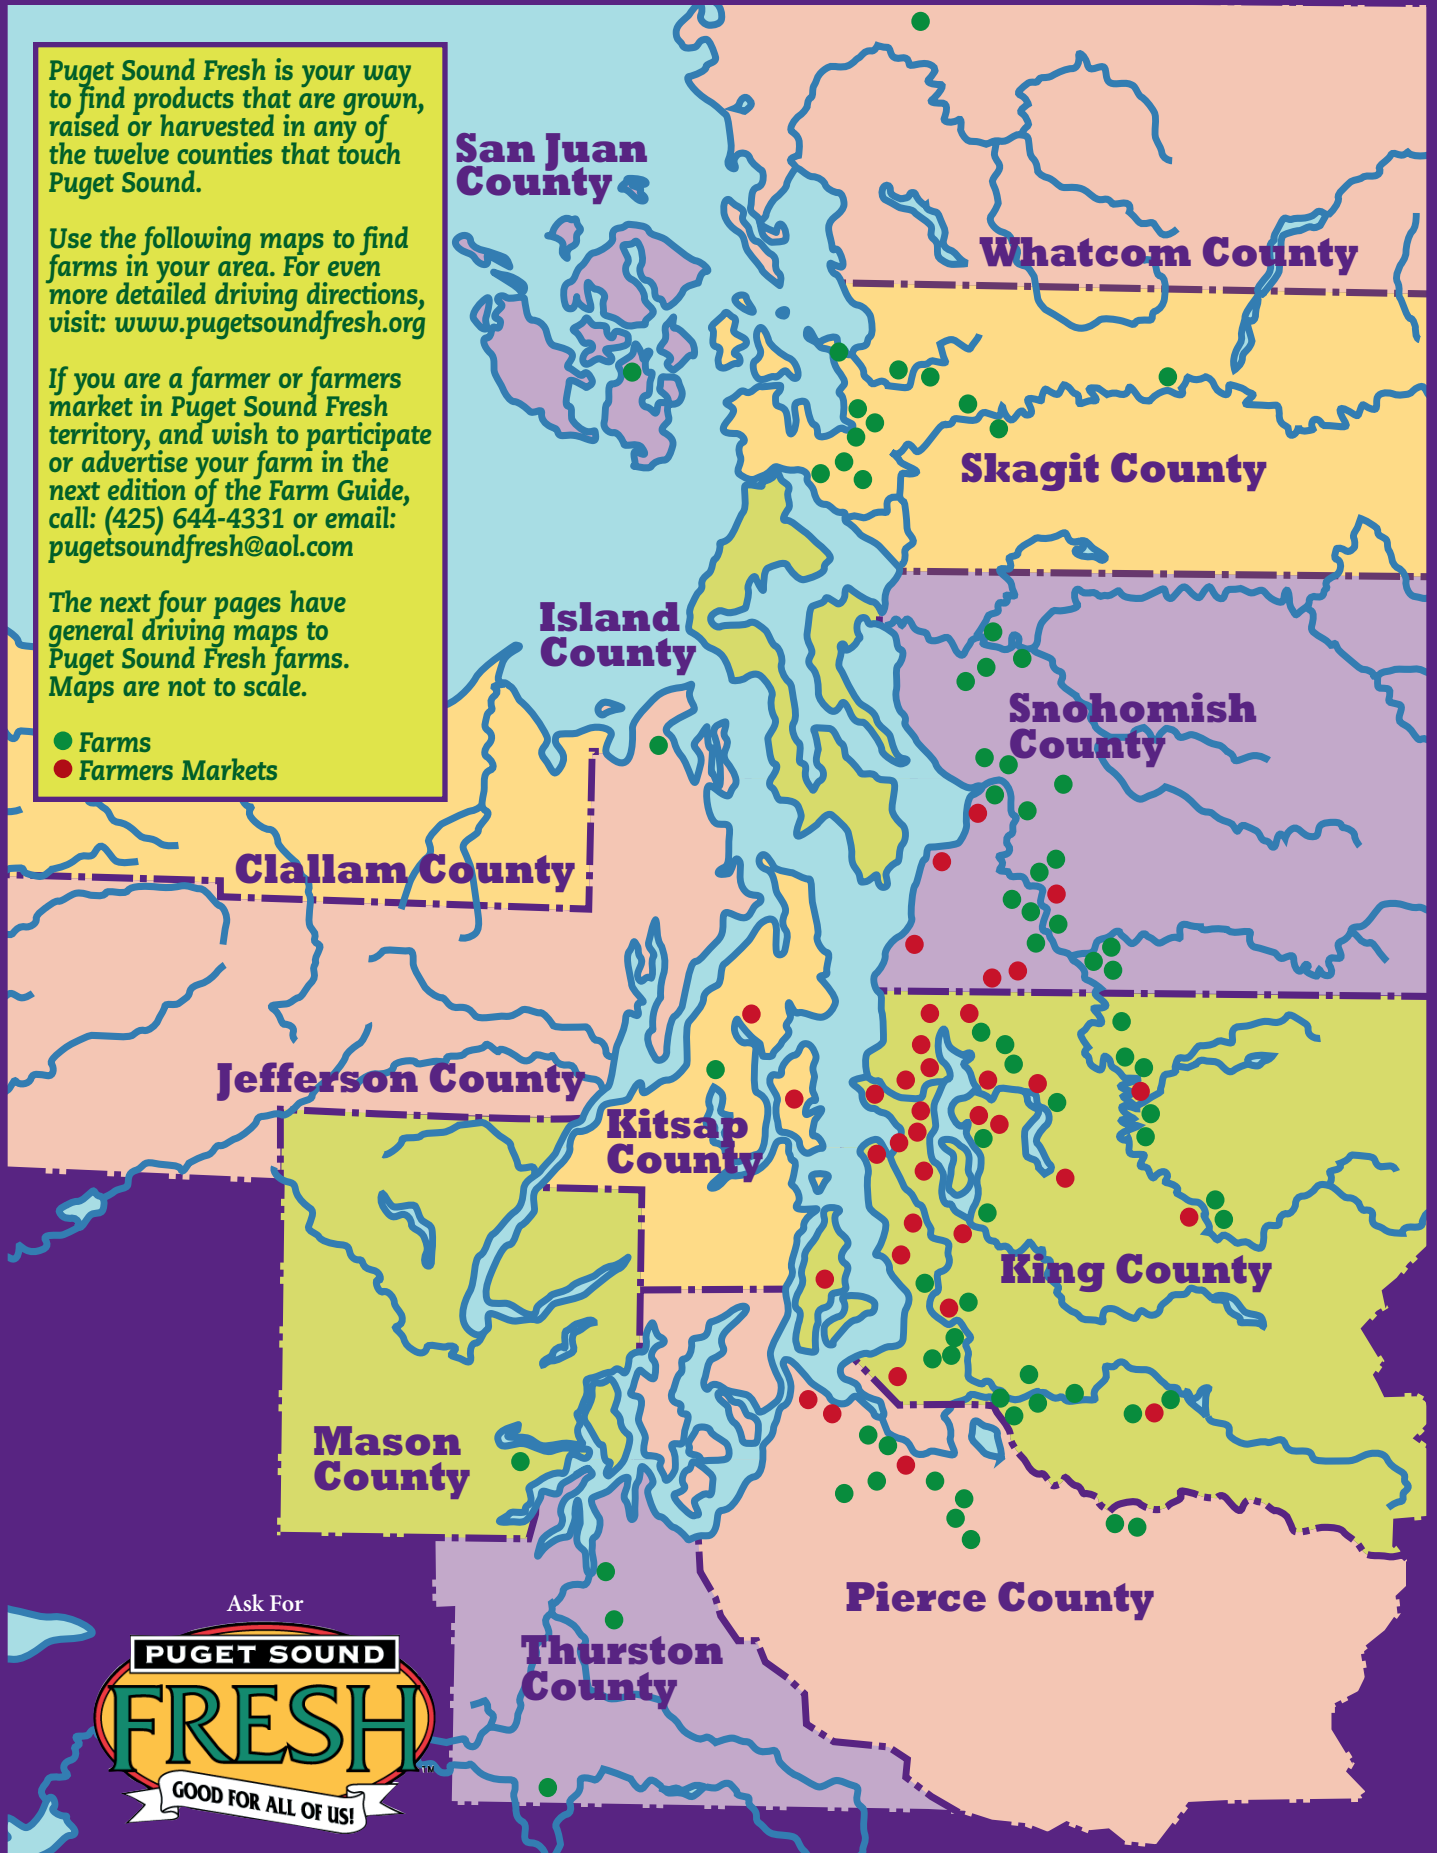 Puget Sound Fresh is your way
to find products that are grown,
raised or harvested in any of
the twelve counties that touch
Puget Sound.
Use the following maps to find
farms in your area. For even
more detailed driving directions,
visit: www.pugetsoundfresh.org
If you are a farmer or farmers
market in Puget Sound Fresh
territory, and wish to participate
or advertise your farm in the
next edition of the Farm Guide,
call: (425) 644-4331 or email:
pugetsoundfresh@aol.com
The next four pages have
general driving maps to
Puget Sound Fresh farms.
Maps are not to scale.
Farms
Farmers Markets
San Juan
County
Whatcom County
Skagit County
Island
County
Snohomish
County
Clallam County
Jefferson County
Kitsap
County
King County
Mason
County
Pierce County
Thurston
County
Ask For
PUGET SOUND
FRESH
TM
GOOD FOR ALL OF US!